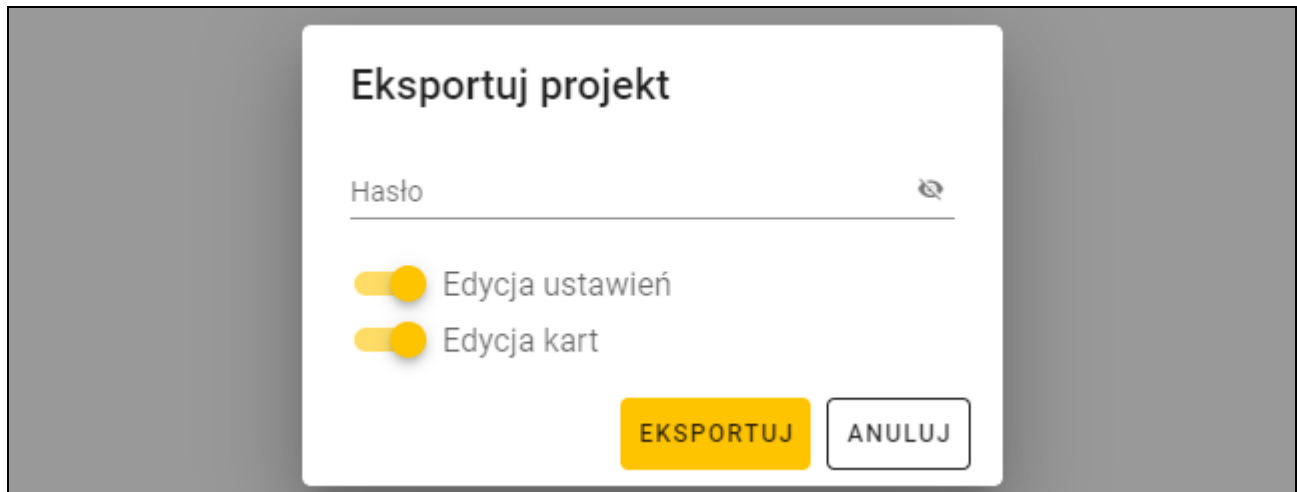 Eksportuj projekt
Hasło
Edycja ustawień
Edycja kart
EKSPORTUJ ANULUJ